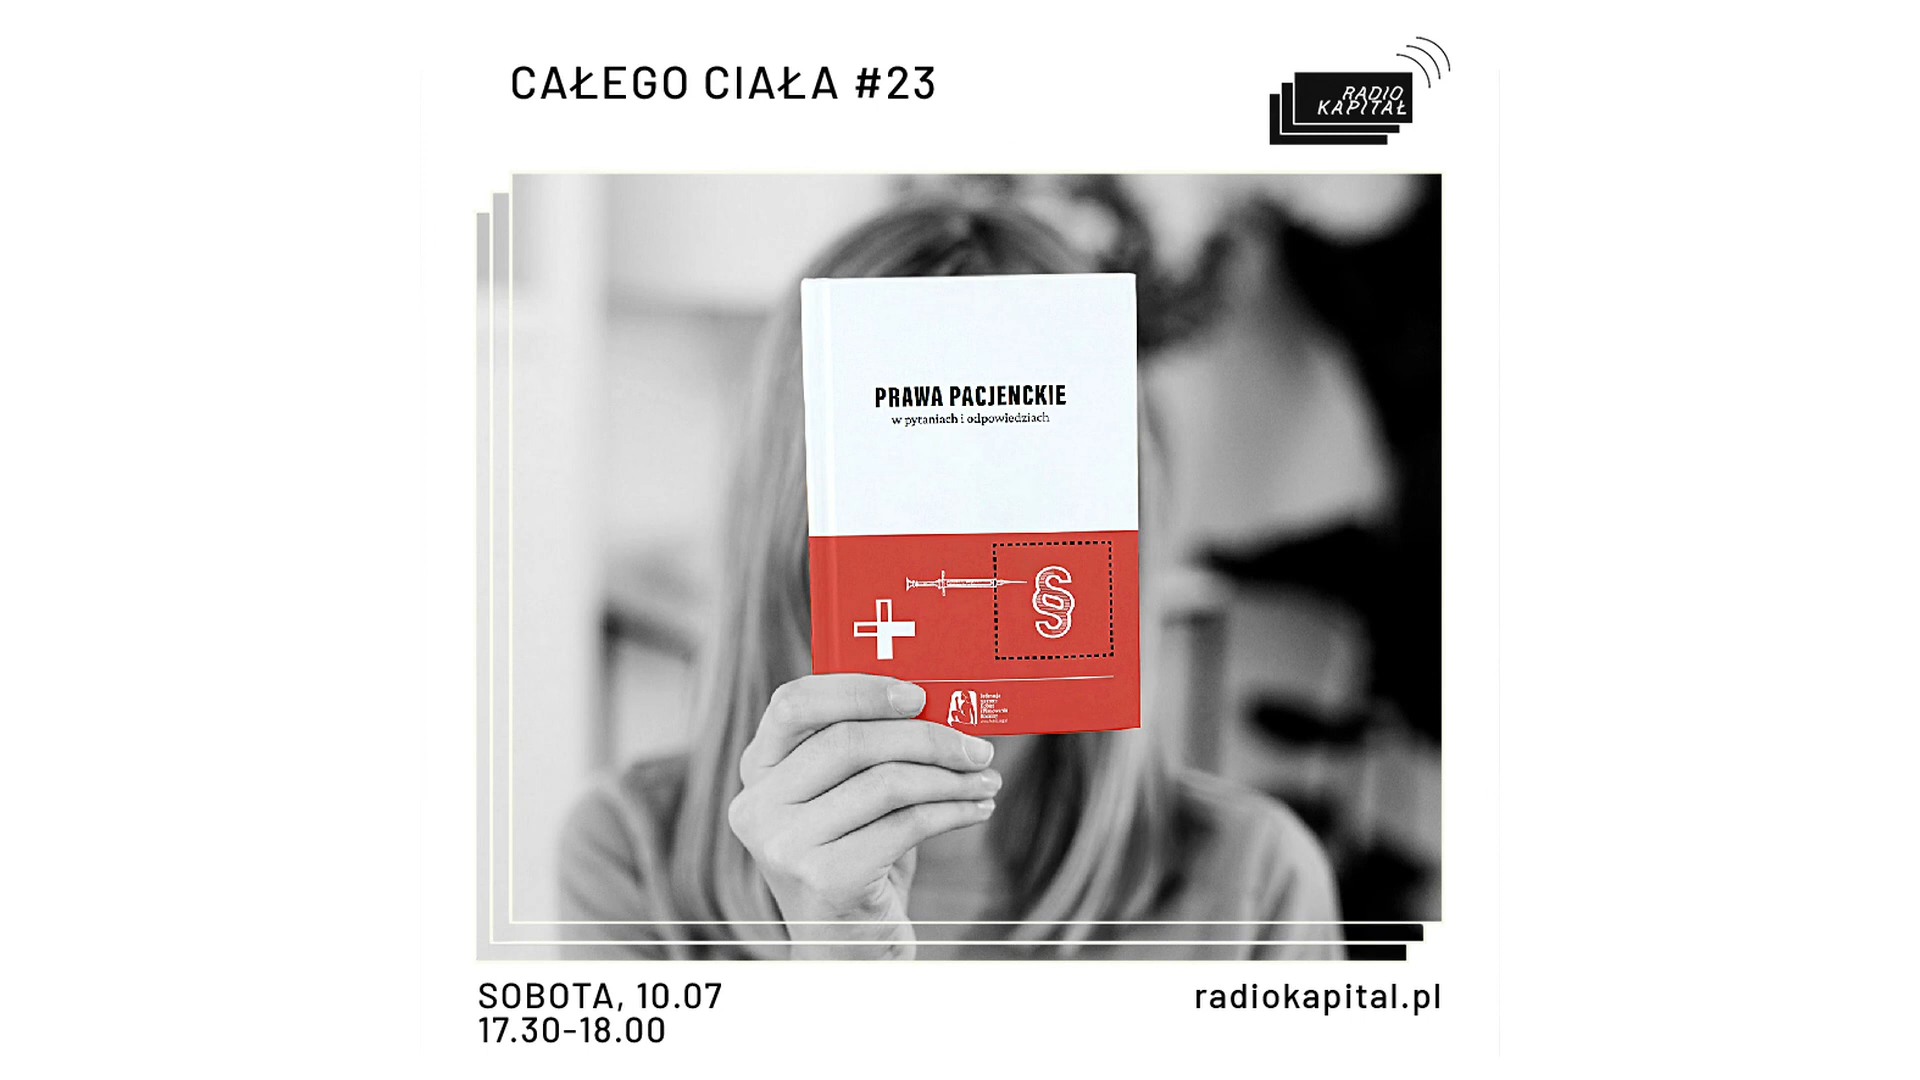 CAŁEGO CIAŁA #23
RADIO
KAPITAŁ
PRAWA PACJENCKIE
w pytaniach i odpowiedziach
§
SOBOTA, 10.07
17.30-18.00
radiokapital.pl